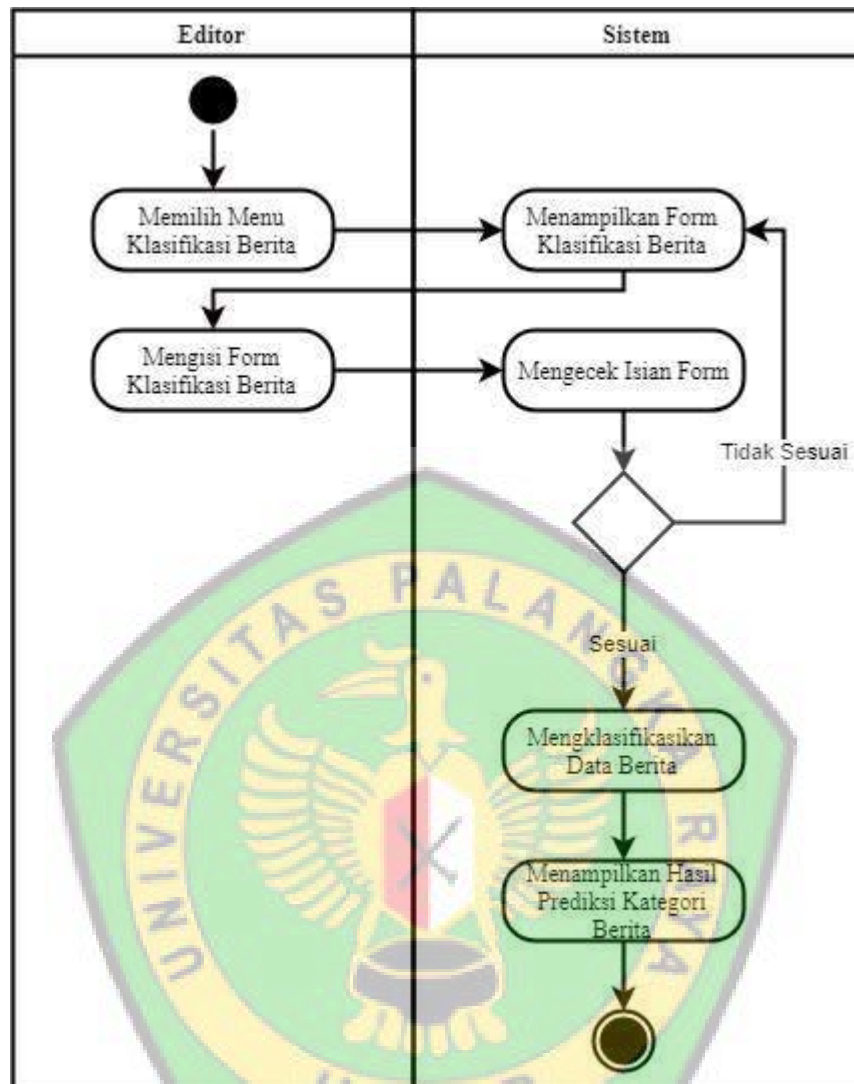 Editor
Sistem
Memilih Menu
Klasifikasi Berita
Menampilkan Form
Klasifikasi Berita
Mengisi Form
Klasifikasi Berita
Mengecek Isian Form
Tidak Sesuai
Sesuai
Mengklasifikasikan
Data Berita
Menampilkan Hasil
Prediksi Kategori
Berita
UNIVERSITAS PALANGKA RAYA